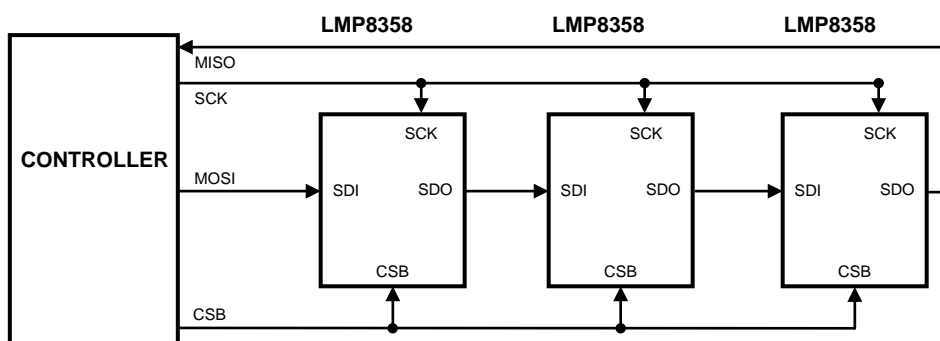 LMP8358 LMP8358 LMP8358
MISO
SCK
SCK SCK SCK
CONTROLLER
MOSI
SDI SDO SDI SDO SDI SDO
CSB CSB CSB
CSB